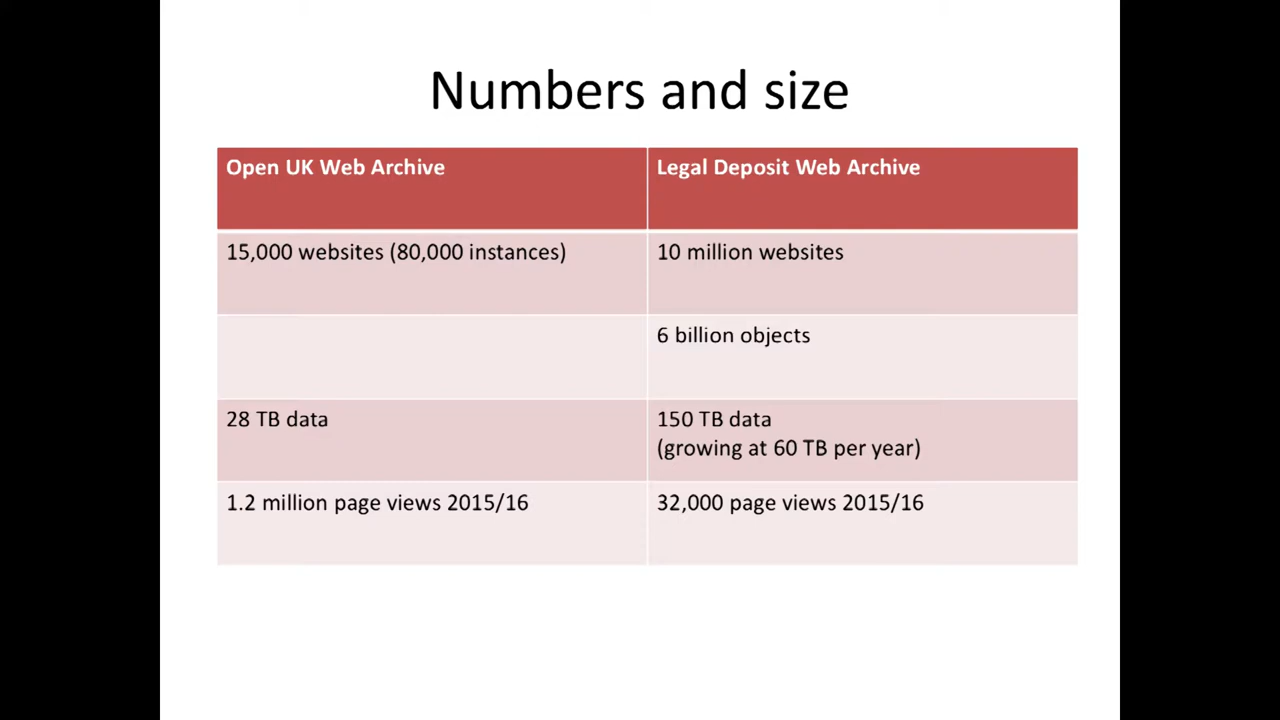 Numbers and size
Open UK Web Archive
Legal Deposit Web Archive
15,000 websites (80,000 instances)
10 million websites
6 billion objects
28 TB data
150 TB data
(growing at 60 TB per year)
1.2 million page views 2015/16
32,000 page views 2015/16